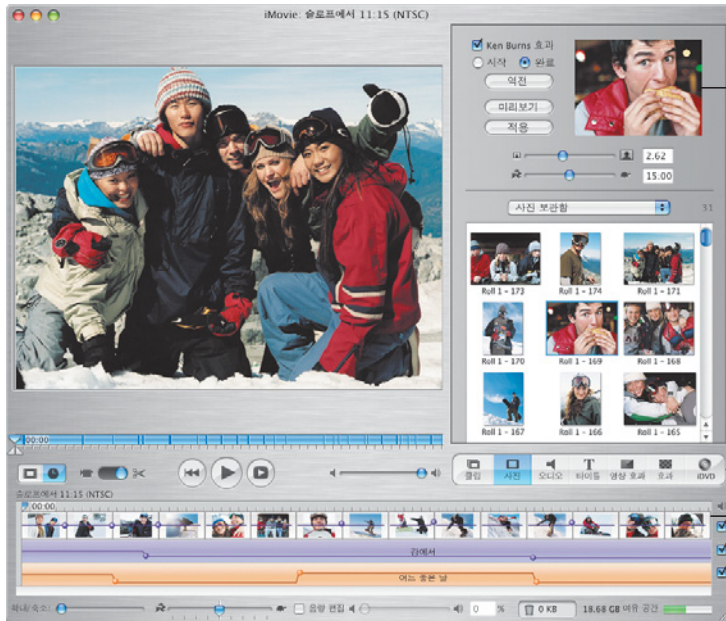 iMovie: 슬로프에서 11:15 (NTSC)
Ken Burns 효과
시작 완료
역전
미리보기
적용
2.62
15.00
사진 보관함
31
Roll 1 - 173 Roll 1 - 174 Roll 1 - 171
Roll 1 - 170 Roll 1 - 169 Roll 1 - 168
Roll 1 - 167 Roll 1 - 166 Roll 1 - 165
00:00
클립 사진 오디오 타이틀 영상 효과 효과 iDVD
슬로프에서 11:15 (NTSC)
00:00
길에서
어느 좋은 날
확대/축소: 음량 편집 0 % 0 KB 18.68 GB 여유 공간